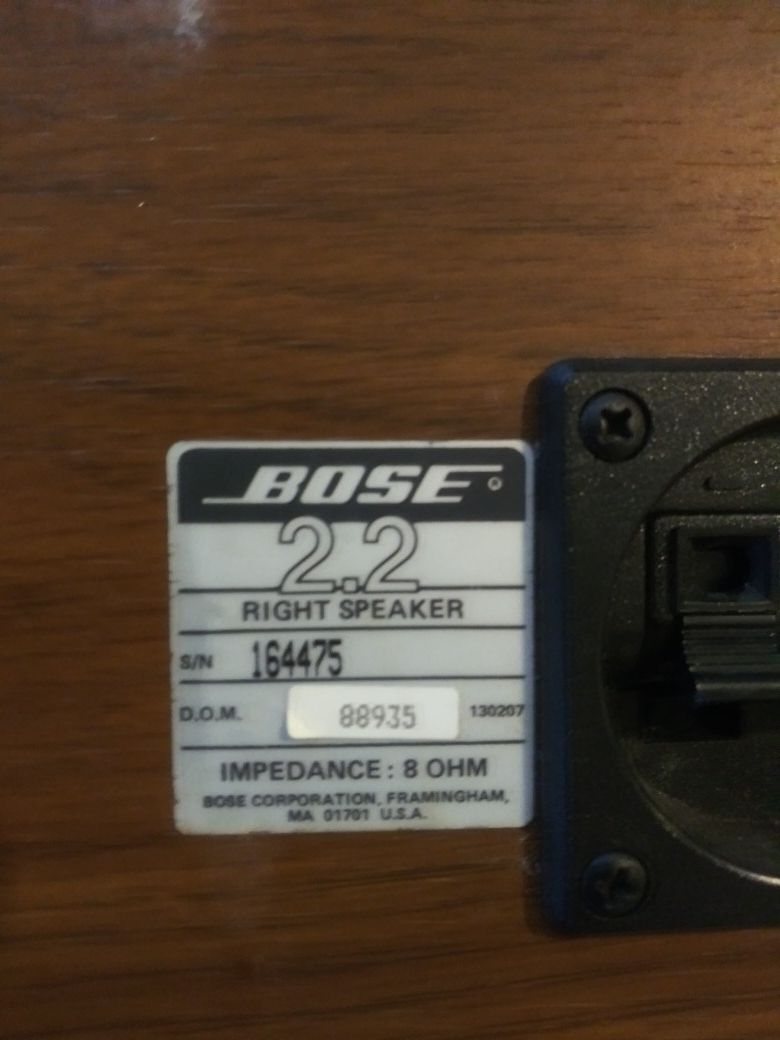 BOSE®
2.2
RIGHT SPEAKER
S/N 164475
D.O.M. 88935 130207
IMPEDANCE: 8 OHM
BOSE CORPORATION, FRAMINGHAM,
MA 01701 U.S.A.